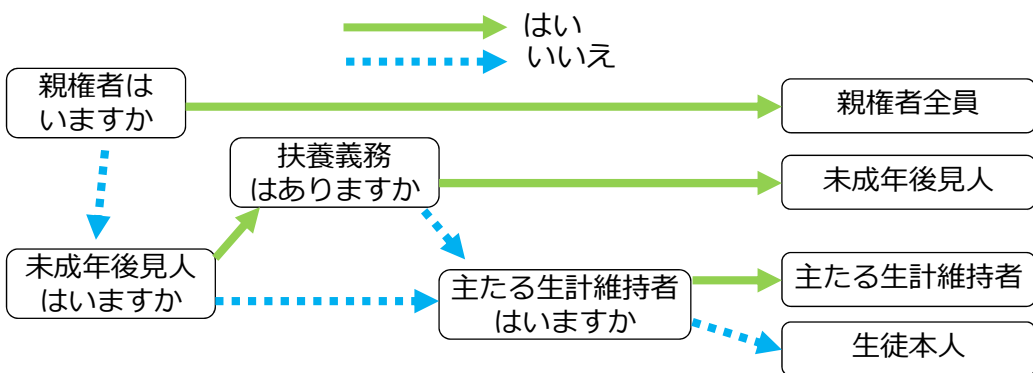 はい
いいえ
親権者は
いますか
親権者全員
扶養義務
はありますか
未成年後見人
未成年後見人
はいますか
主たる生計維持者
はいますか
主たる生計維持者
生徒本人